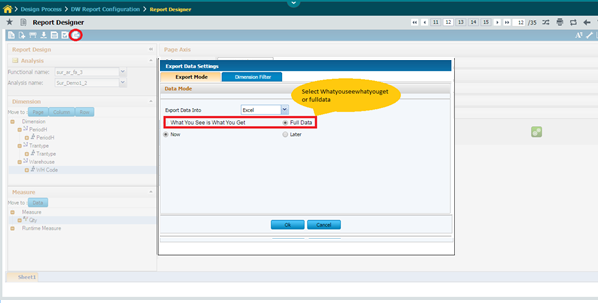 Design Process > DW Report Configuration > Report Designer
Report Designer
11 12 13 14 15 12 /35
Report Design
Page Axis
Analysis
Functional name: sur_ar_fs_1
Analysis name: Sur_Demo1_2
Dimension
Move to: Page Column Row
Dimension
PeriodH
PeriodH
Trantype
Trantype
Warehouse
WH Code
Measure
Move to: Data
Measure
Qty
Runtime Measure
Sheet1
Export Data Settings
Export Mode Dimension Filter
Data Mode
Export Data Into Excel
What You See is What You Get Full Data
Now Later
Ok Cancel
Select Whatyouseewhatyouget
or fulldata